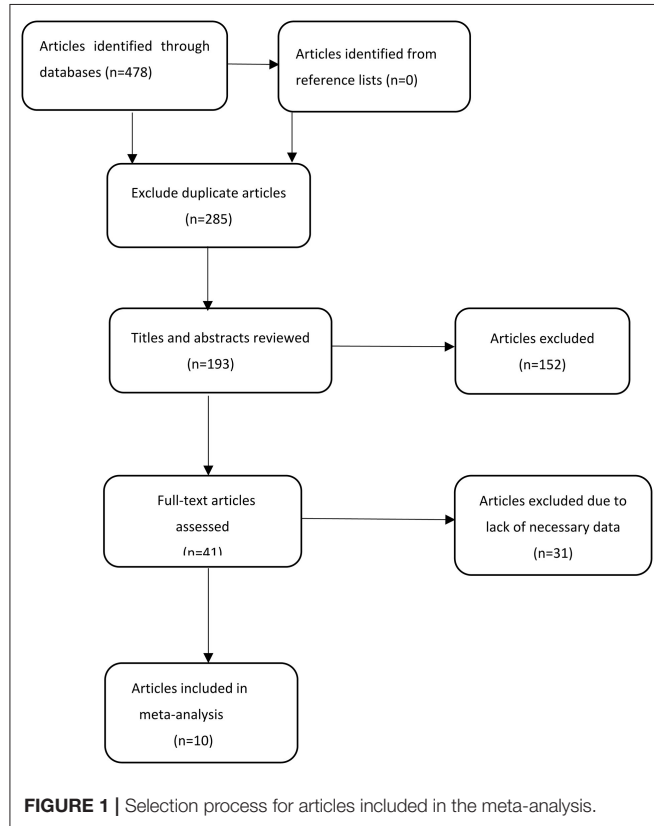 Articles identified through
databases (n=478)
Articles identified from
reference lists (n=0)
Exclude duplicate articles
(n=285)
Titles and abstracts reviewed
(n=193)
Articles excluded
(n=152)
Full-text articles
assessed
(n=41)
Articles excluded due to
lack of necessary data
(n=31)
Articles included in
meta-analysis
(n=10)
FIGURE 1 | Selection process for articles included in the meta-analysis.